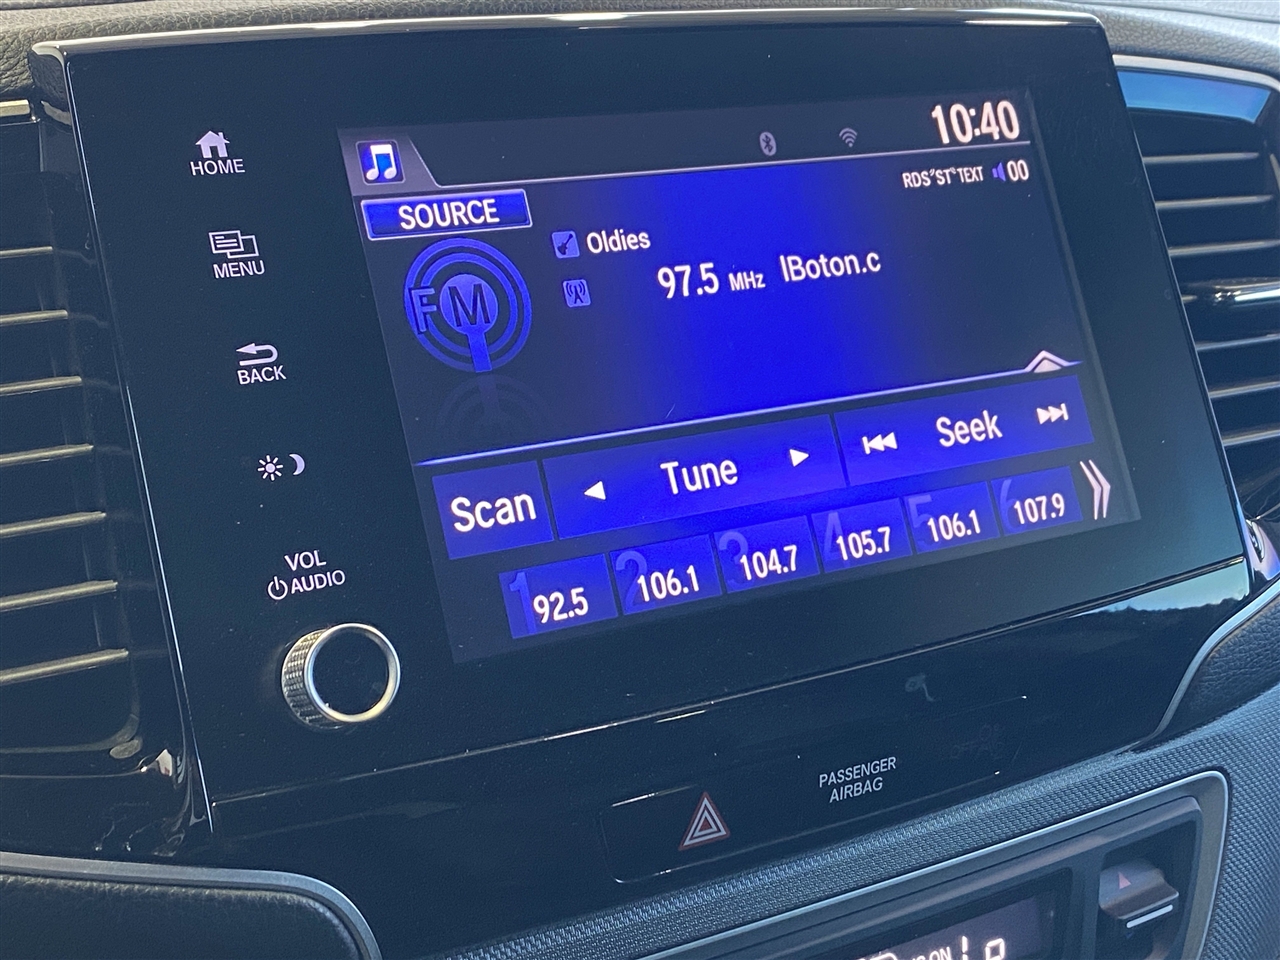 HOME
MENU
BACK
VOL
AUDIO
10:40
RDS"ST"TEXT 00
SOURCE
FM
Oldies
97.5 MHz IBoton.c
Scan
Tune
Seek
1 92.5
2 106.1
3 104.7
4 105.7
5 106.1
6 107.9
PASSENGER
AIRBAG
ON